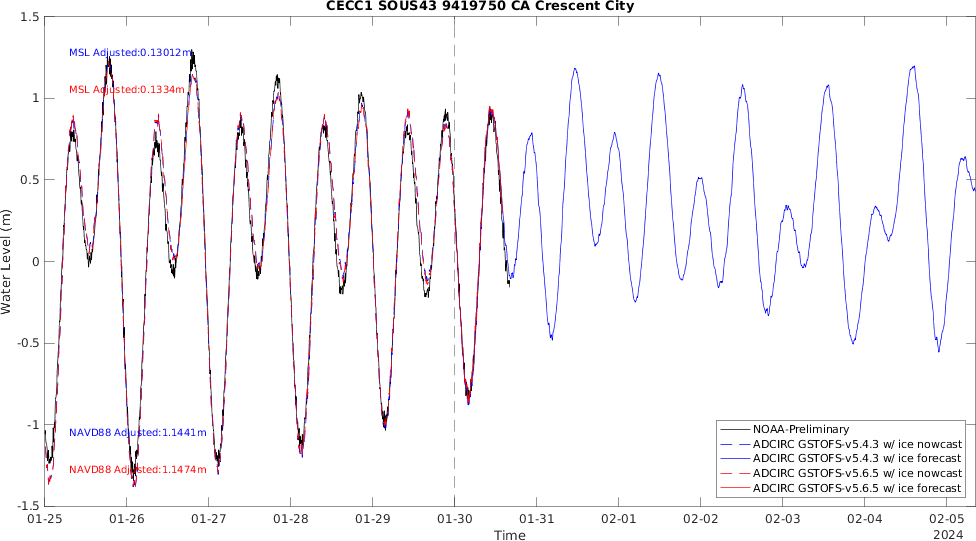 CECC1 SOUS43 9419750 CA Crescent City
1.5
1
0.5
0
-0.5
-1
-1.5
Water Level (m)
MSL Adjusted:0.13012m
MSL Adjusted:0.1334m
NAVD88 Adjusted:1.1441m
NAVD88 Adjusted:1.1474m
NOAA-Preliminary
ADCIRC GSTOFS-v5.4.3 w/ ice nowcast
ADCIRC GSTOFS-v5.4.3 w/ ice forecast
ADCIRC GSTOFS-v5.6.5 w/ ice nowcast
ADCIRC GSTOFS-v5.6.5 w/ ice forecast
01-25 01-26 01-27 01-28 01-29 01-30 01-31 02-01 02-02 02-03 02-04 02-05
Time
2024